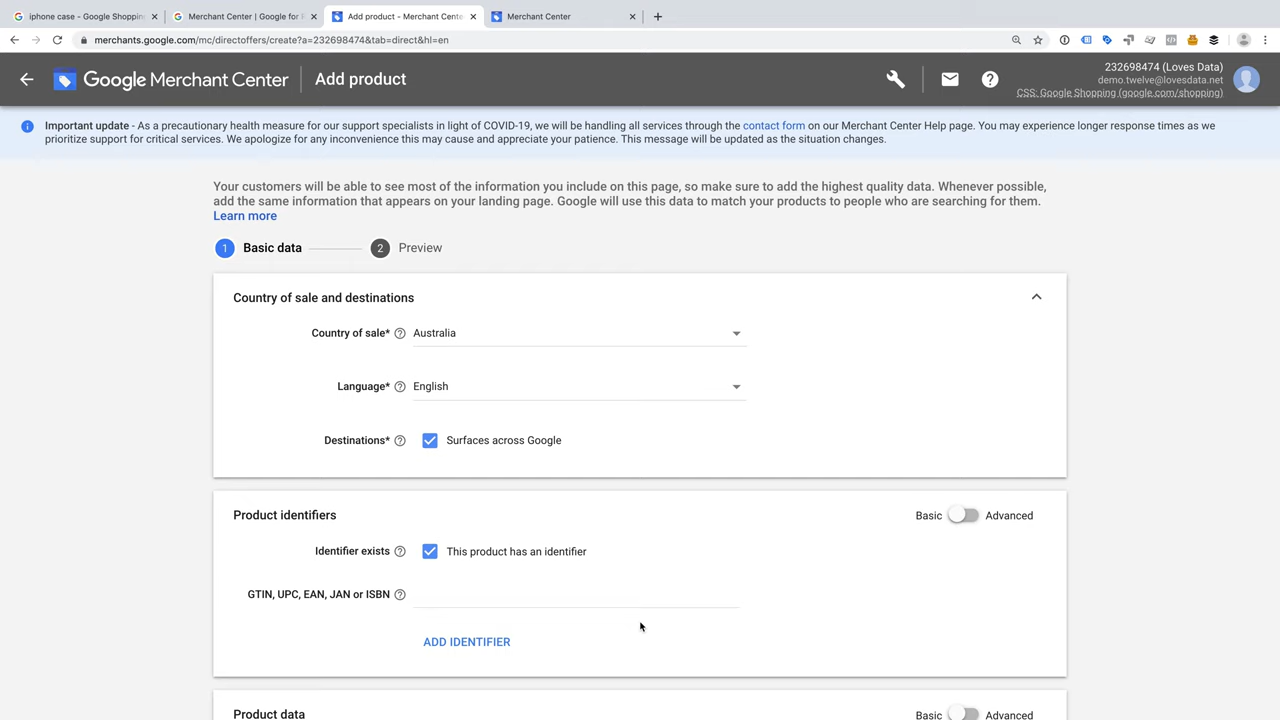 iphone case - Google Shopping
Merchant Center | Google for R
Add product - Merchant Cente
Merchant Center
merchants.google.com/mc/directoffers/create?a=232698474&tab=direct&hl=en
Google Merchant Center
Add product
232698474 (Loves Data)
demo.twelve@lovesdata.net
CSS: Google Shopping (google.com/shopping)
Important update - As a precautionary health measure for our support specialists in light of COVID-19, we will be handling all services through the contact form on our Merchant Center Help page. You may experience longer response times as we
prioritize support for critical services. We apologize for any inconvenience this may cause and appreciate your patience. This message will be updated as the situation changes.
Your customers will be able to see most of the information you include on this page, so make sure to add the highest quality data. Whenever possible,
add the same information that appears on your landing page. Google will use this data to match your products to people who are searching for them.
Learn more
1 Basic data
2 Preview
Country of sale and destinations
Country of sale* Australia
Language* English
Destinations* Surfaces across Google
Product identifiers
Basic Advanced
Identifier exists This product has an identifier
GTIN, UPC, EAN, JAN or ISBN
ADD IDENTIFIER
Product data
Basic Advanced